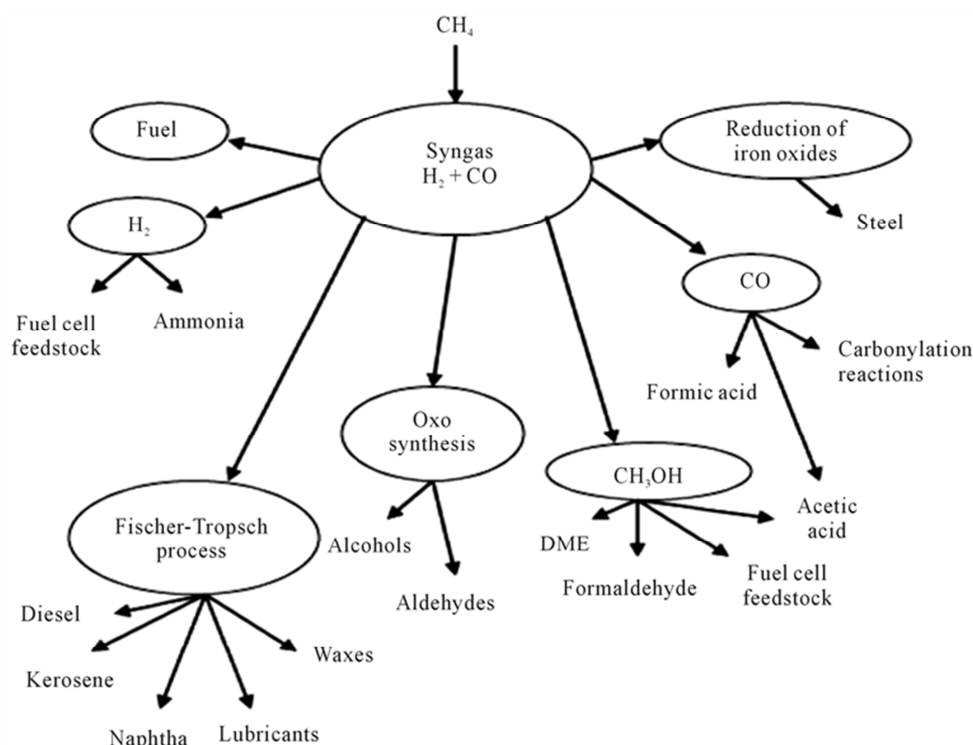 CH₄
Syngas
H₂ + CO
Fuel
Reduction of
iron oxides
H₂
Steel
CO
Fuel cell
feedstock
Ammonia
Carbonylation
reactions
Formic acid
Oxo
synthesis
CH₃OH
Acetic
acid
Fischer-Tropsch
process
Alcohols
DME
Formaldehyde
Fuel cell
feedstock
Aldehydes
Diesel
Waxes
Kerosene
Naphtha
Lubricants